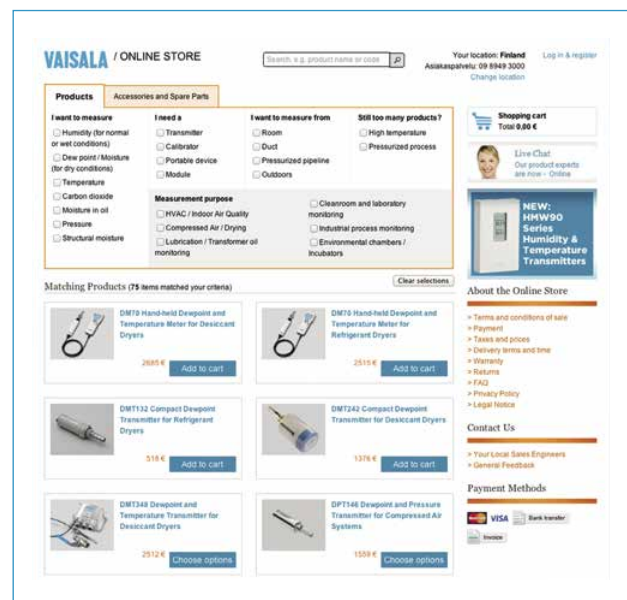 VAISALA / ONLINE STORE
Search, e.g. product name or code
Your location: Finland
Asiakaspalvelu: 09 8949 3000
Change location
Log in & register
Products
Accessories and Spare Parts
I want to measure
Humidity (for normal
or wet conditions)
Dew point / Moisture
(for dry conditions)
Temperature
Carbon dioxide
Moisture in oil
Pressure
Structural moisture
I need a
Transmitter
Calibrator
Portable device
Module
I want to measure from
Room
Duct
Pressurized pipeline
Outdoors
Still too many products?
High temperature
Pressurized process
Measurement purpose
HVAC / Indoor Air Quality
Compressed Air / Drying
Lubrication / Transformer oil
monitoring
Cleanroom and laboratory
monitoring
Industrial process monitoring
Environmental chambers /
Incubators
Shopping cart
Total 0,00 €
Live Chat
Our product experts
are now - Online
NEW:
HMW90
Series
Humidity &
Temperature
Transmitters
Matching Products (75 items matched your criteria)
Clear selections
DM70 Hand-held Dewpoint and
Temperature Meter for Desiccant
Dryers
2685 €
Add to cart
DM70 Hand-held Dewpoint and
Temperature Meter for
Refrigerant Dryers
2515 €
Add to cart
DMT132 Compact Dewpoint
Transmitter for Refrigerant
Dryers
518 €
Add to cart
DMT242 Compact Dewpoint
Transmitter for Desiccant Dryers
1376 €
Add to cart
DMT348 Dewpoint and
Temperature Transmitter for
Desiccant Dryers
2512 €
Choose options
DPT146 Dewpoint and Pressure
Transmitter for Compressed Air
Systems
1559 €
Choose options
About the Online Store
> Terms and conditions of sale
> Payment
> Taxes and prices
> Delivery terms and time
> Warranty
> Returns
> FAQ
> Privacy Policy
> Legal Notice
Contact Us
> Your Local Sales Engineers
> General Feedback
Payment Methods
MasterCard
VISA
Bank transfer
Invoice